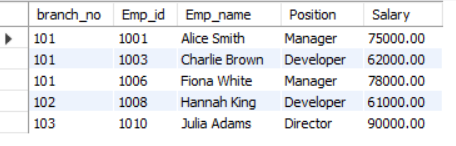 branch_no Emp_id Emp_name Position Salary
101 1001 Alice Smith Manager 75000.00
101 1003 Charlie Brown Developer 62000.00
101 1006 Fiona White Manager 78000.00
102 1008 Hannah King Developer 61000.00
103 1010 Julia Adams Director 90000.00